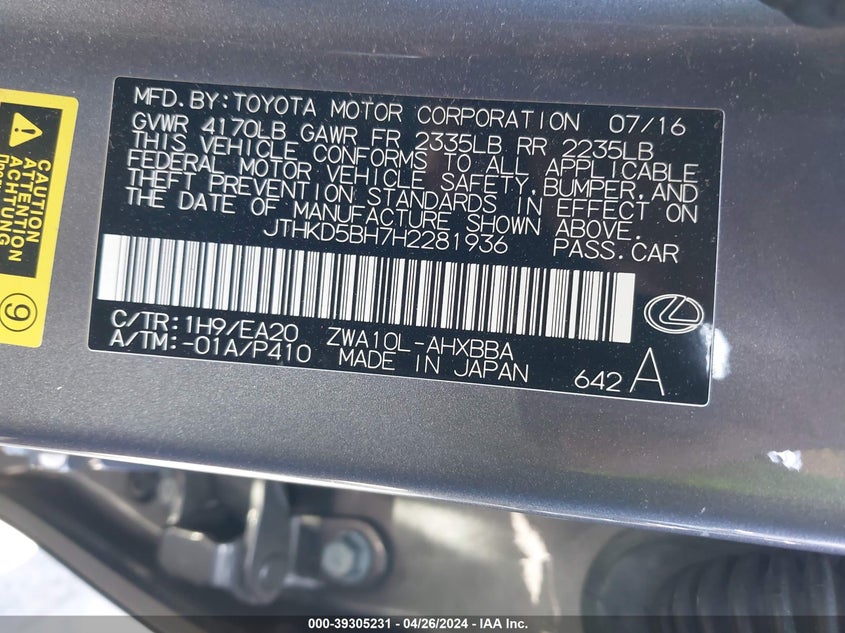 MFD.BY:TOYOTA MOTOR CORPORATION 07/16
GVWR 4170LB GAWR FR 2335LB RR 2235LB
THIS VEHICLE CONFORMS TO ALL APPLICABLE
FEDERAL MOTOR VEHICLE SAFETY,BUMPER,AND
THEFT PREVENTION STANDARDS IN EFFECT ON
THE DATE OF MANUFACTURE SHOWN ABOVE.
JTHKD5BH7H2281936 PASS.CAR
C/TR:1H9/EA20 ZWA10L-AHXBBA
A/TM:-01A/P410 MADE IN JAPAN
642A
CAUTION
ATTENTION
ACHTUNG
9
000-39305231 - 04/26/2024 - IAA Inc.